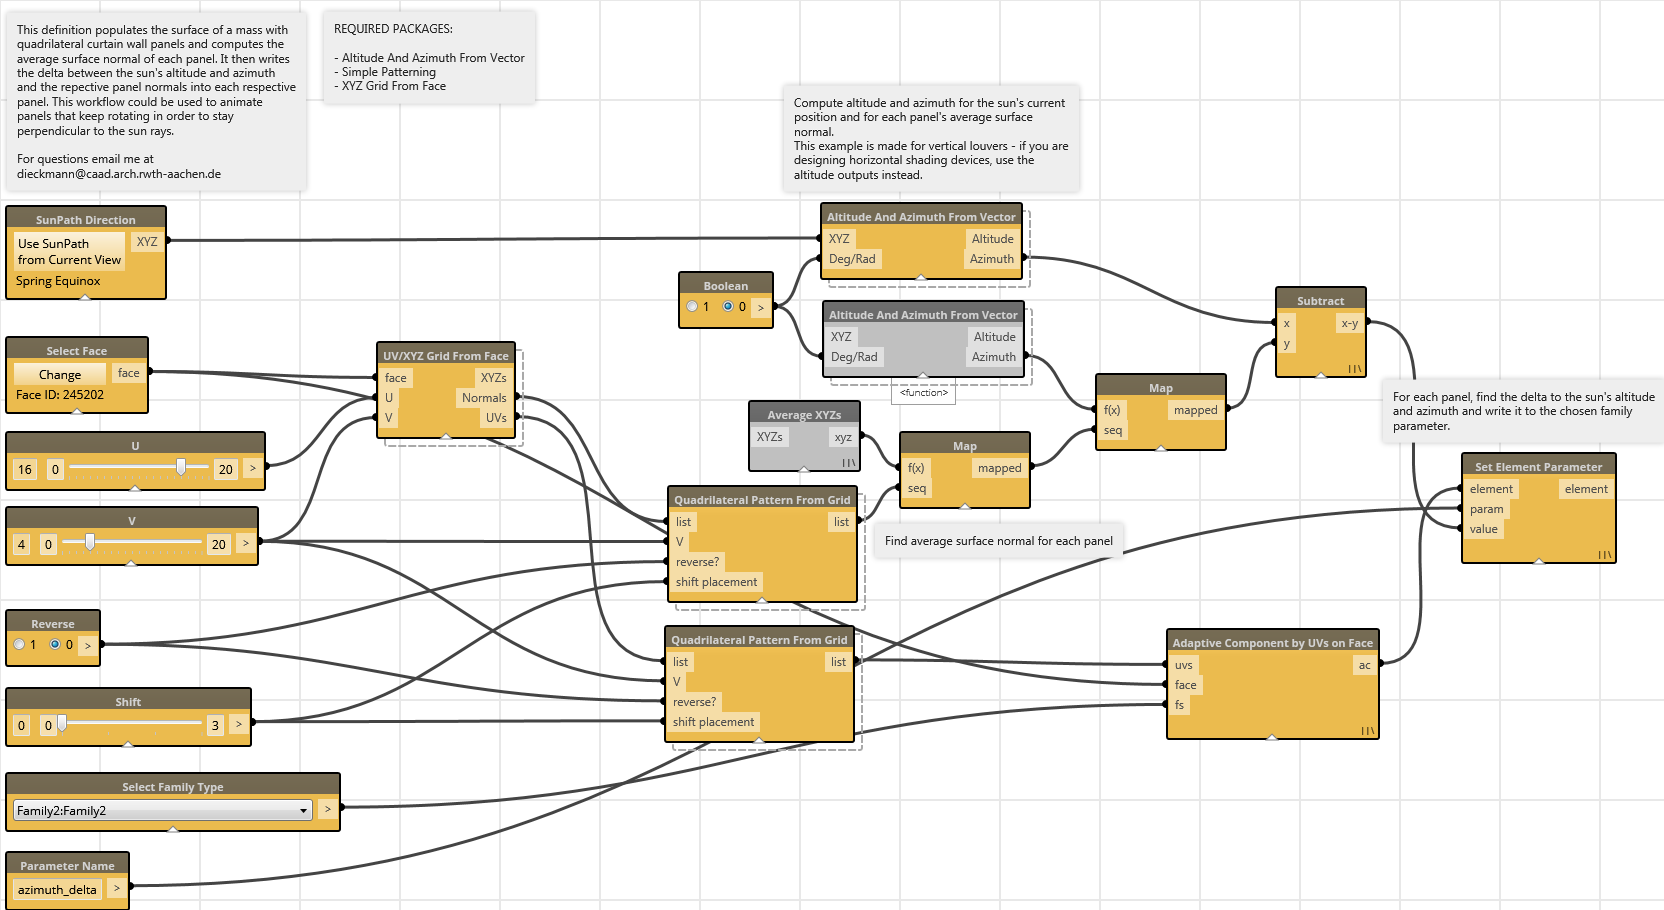 This definition populates the surface of a mass with
quadrilateral curtain wall panels and computes the
average surface normal of each panel. It then writes
the delta between the sun's altitude and azimuth
and the repective panel normals into each respective
panel. This workflow could be used to animate
panels that keep rotating in order to stay
perpendicular to the sun rays.
For questions email me at
dieckmann@caad.arch.rwth-aachen.de
REQUIRED PACKAGES:
- Altitude And Azimuth From Vector
- Simple Patterning
- XYZ Grid From Face
Compute altitude and azimuth for the sun's current
position and for each panel's average surface
normal.
This example is made for vertical louvers - if you are
designing horizontal shading devices, use the
altitude outputs instead.
SunPath Direction
Use SunPath
from Current View
XYZ
Spring Equinox
Select Face
Change
face
Face ID: 245202
U
16 0 20 >
V
4 0 20 >
Reverse
1 0 >
Shift
0 0 3 >
Select Family Type
Family2:Family2 >
Parameter Name
azimuth_delta >
UV/XYZ Grid From Face
face XYZs
U Normals
V UVs
Boolean
1 0 >
Altitude And Azimuth From Vector
XYZ Altitude
Deg/Rad Azimuth
Altitude And Azimuth From Vector
XYZ Altitude
Deg/Rad Azimuth
<function>
Average XYZs
XYZs xyz
Map
f(x) mapped
seq
Map
f(x) mapped
seq
Subtract
x x-y
y
Quadrilateral Pattern From Grid
list list
V
reverse?
shift placement
Find average surface normal for each panel
Quadrilateral Pattern From Grid
list list
V
reverse?
shift placement
For each panel, find the delta to the sun's altitude
and azimuth and write it to the chosen family
parameter.
Set Element Parameter
element element
param
value
Adaptive Component by UVs on Face
uvs ac
face
fs